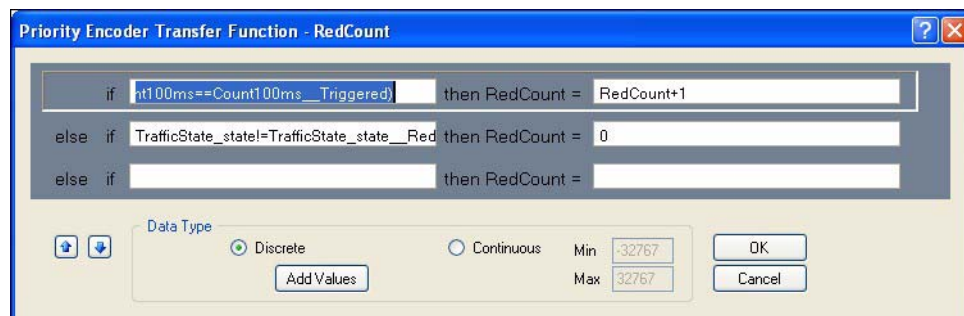 Priority Encoder Transfer Function - RedCount
if nt100ms==Count100ms__Triggered) then RedCount = RedCount+1
else if TrafficState_state!=TrafficState_state__Red then RedCount = 0
else if then RedCount =
Data Type
Discrete Continuous Min -32767 OK
Add Values Max 32767 Cancel